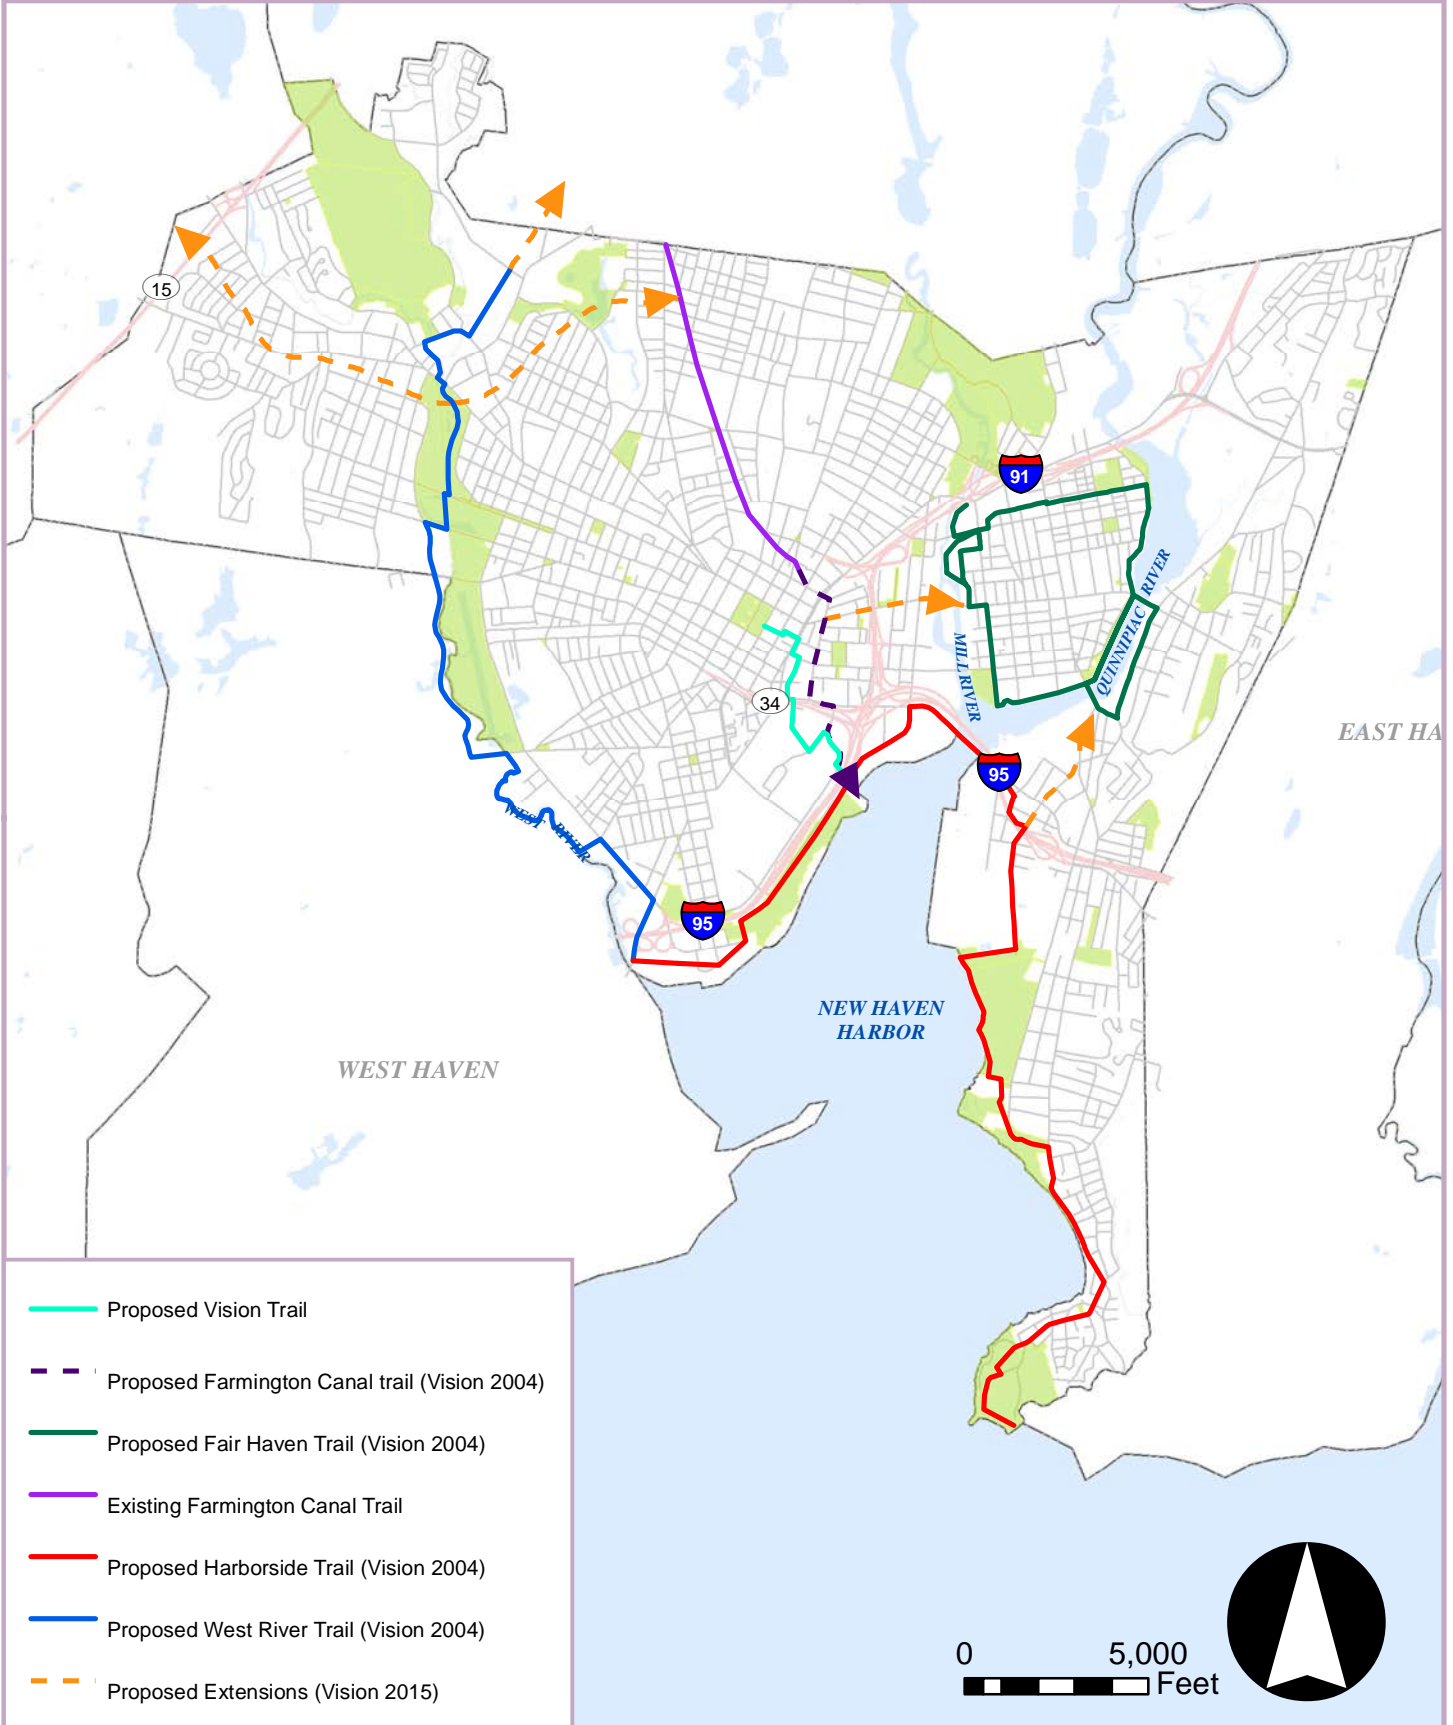 15
91
MILL RIVER
QUINNIPIAC RIVER
34
EAST HA
95
WEST RIVER
95
NEW HAVEN
HARBOR
WEST HAVEN
Proposed Vision Trail
Proposed Farmington Canal trail (Vision 2004)
Proposed Fair Haven Trail (Vision 2004)
Existing Farmington Canal Trail
Proposed Harborside Trail (Vision 2004)
Proposed West River Trail (Vision 2004)
Proposed Extensions (Vision 2015)
0 5,000
Feet